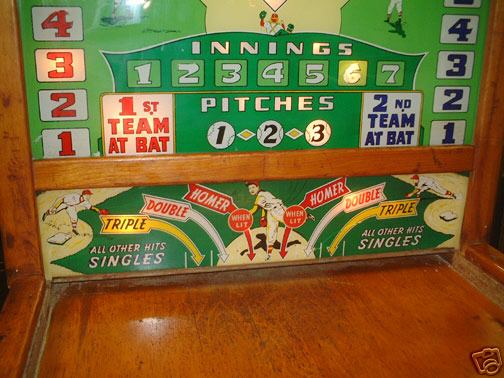 INNINGS
1 2 3 4 5 6 7
4
3
2
1
4
3
2
1
1ST
TEAM
AT BAT
PITCHES
1 2 3
2ND
TEAM
AT BAT
HOMER
DOUBLE
TRIPLE
WHEN
LIT
ALL OTHER HITS
SINGLES
HOMER
DOUBLE
TRIPLE
WHEN
LIT
ALL OTHER HITS
SINGLES